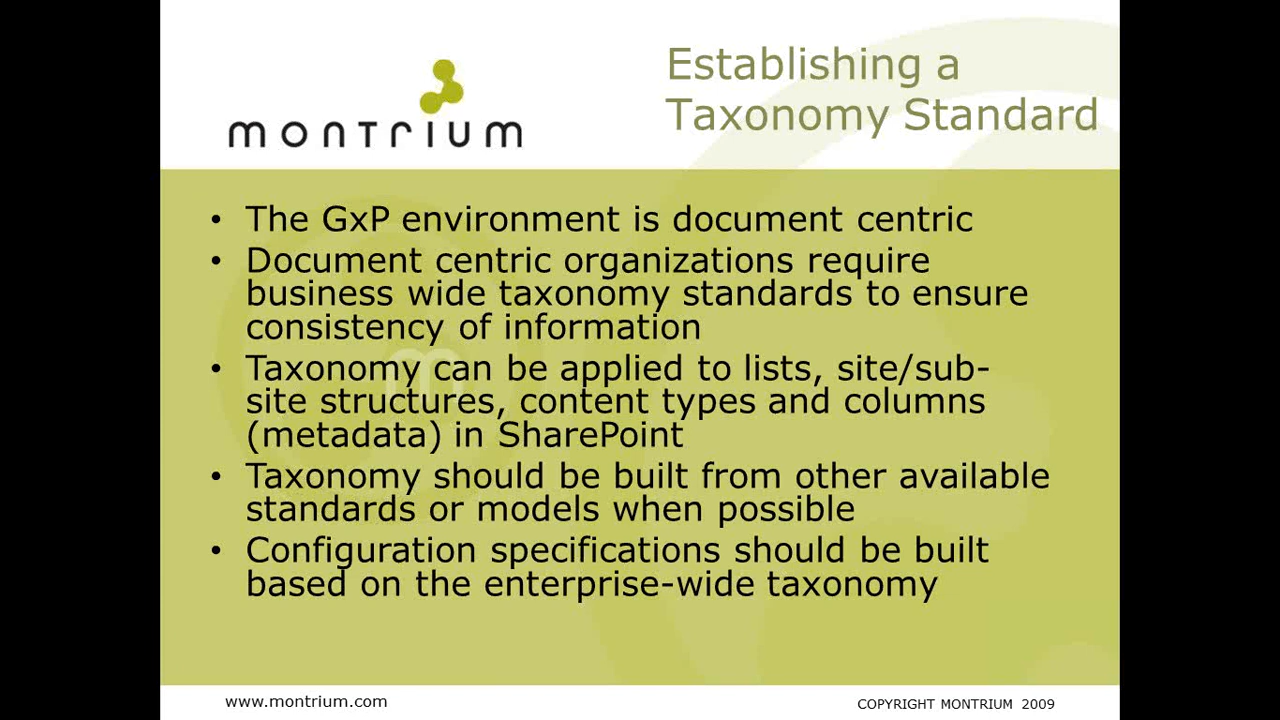 montrium
Establishing a
Taxonomy Standard
• The GxP environment is document centric
• Document centric organizations require
business wide taxonomy standards to ensure
consistency of information
• Taxonomy can be applied to lists, site/sub-
site structures, content types and columns
(metadata) in SharePoint
• Taxonomy should be built from other available
standards or models when possible
• Configuration specifications should be built
based on the enterprise-wide taxonomy
www.montrium.com
COPYRIGHT MONTRIUM 2009